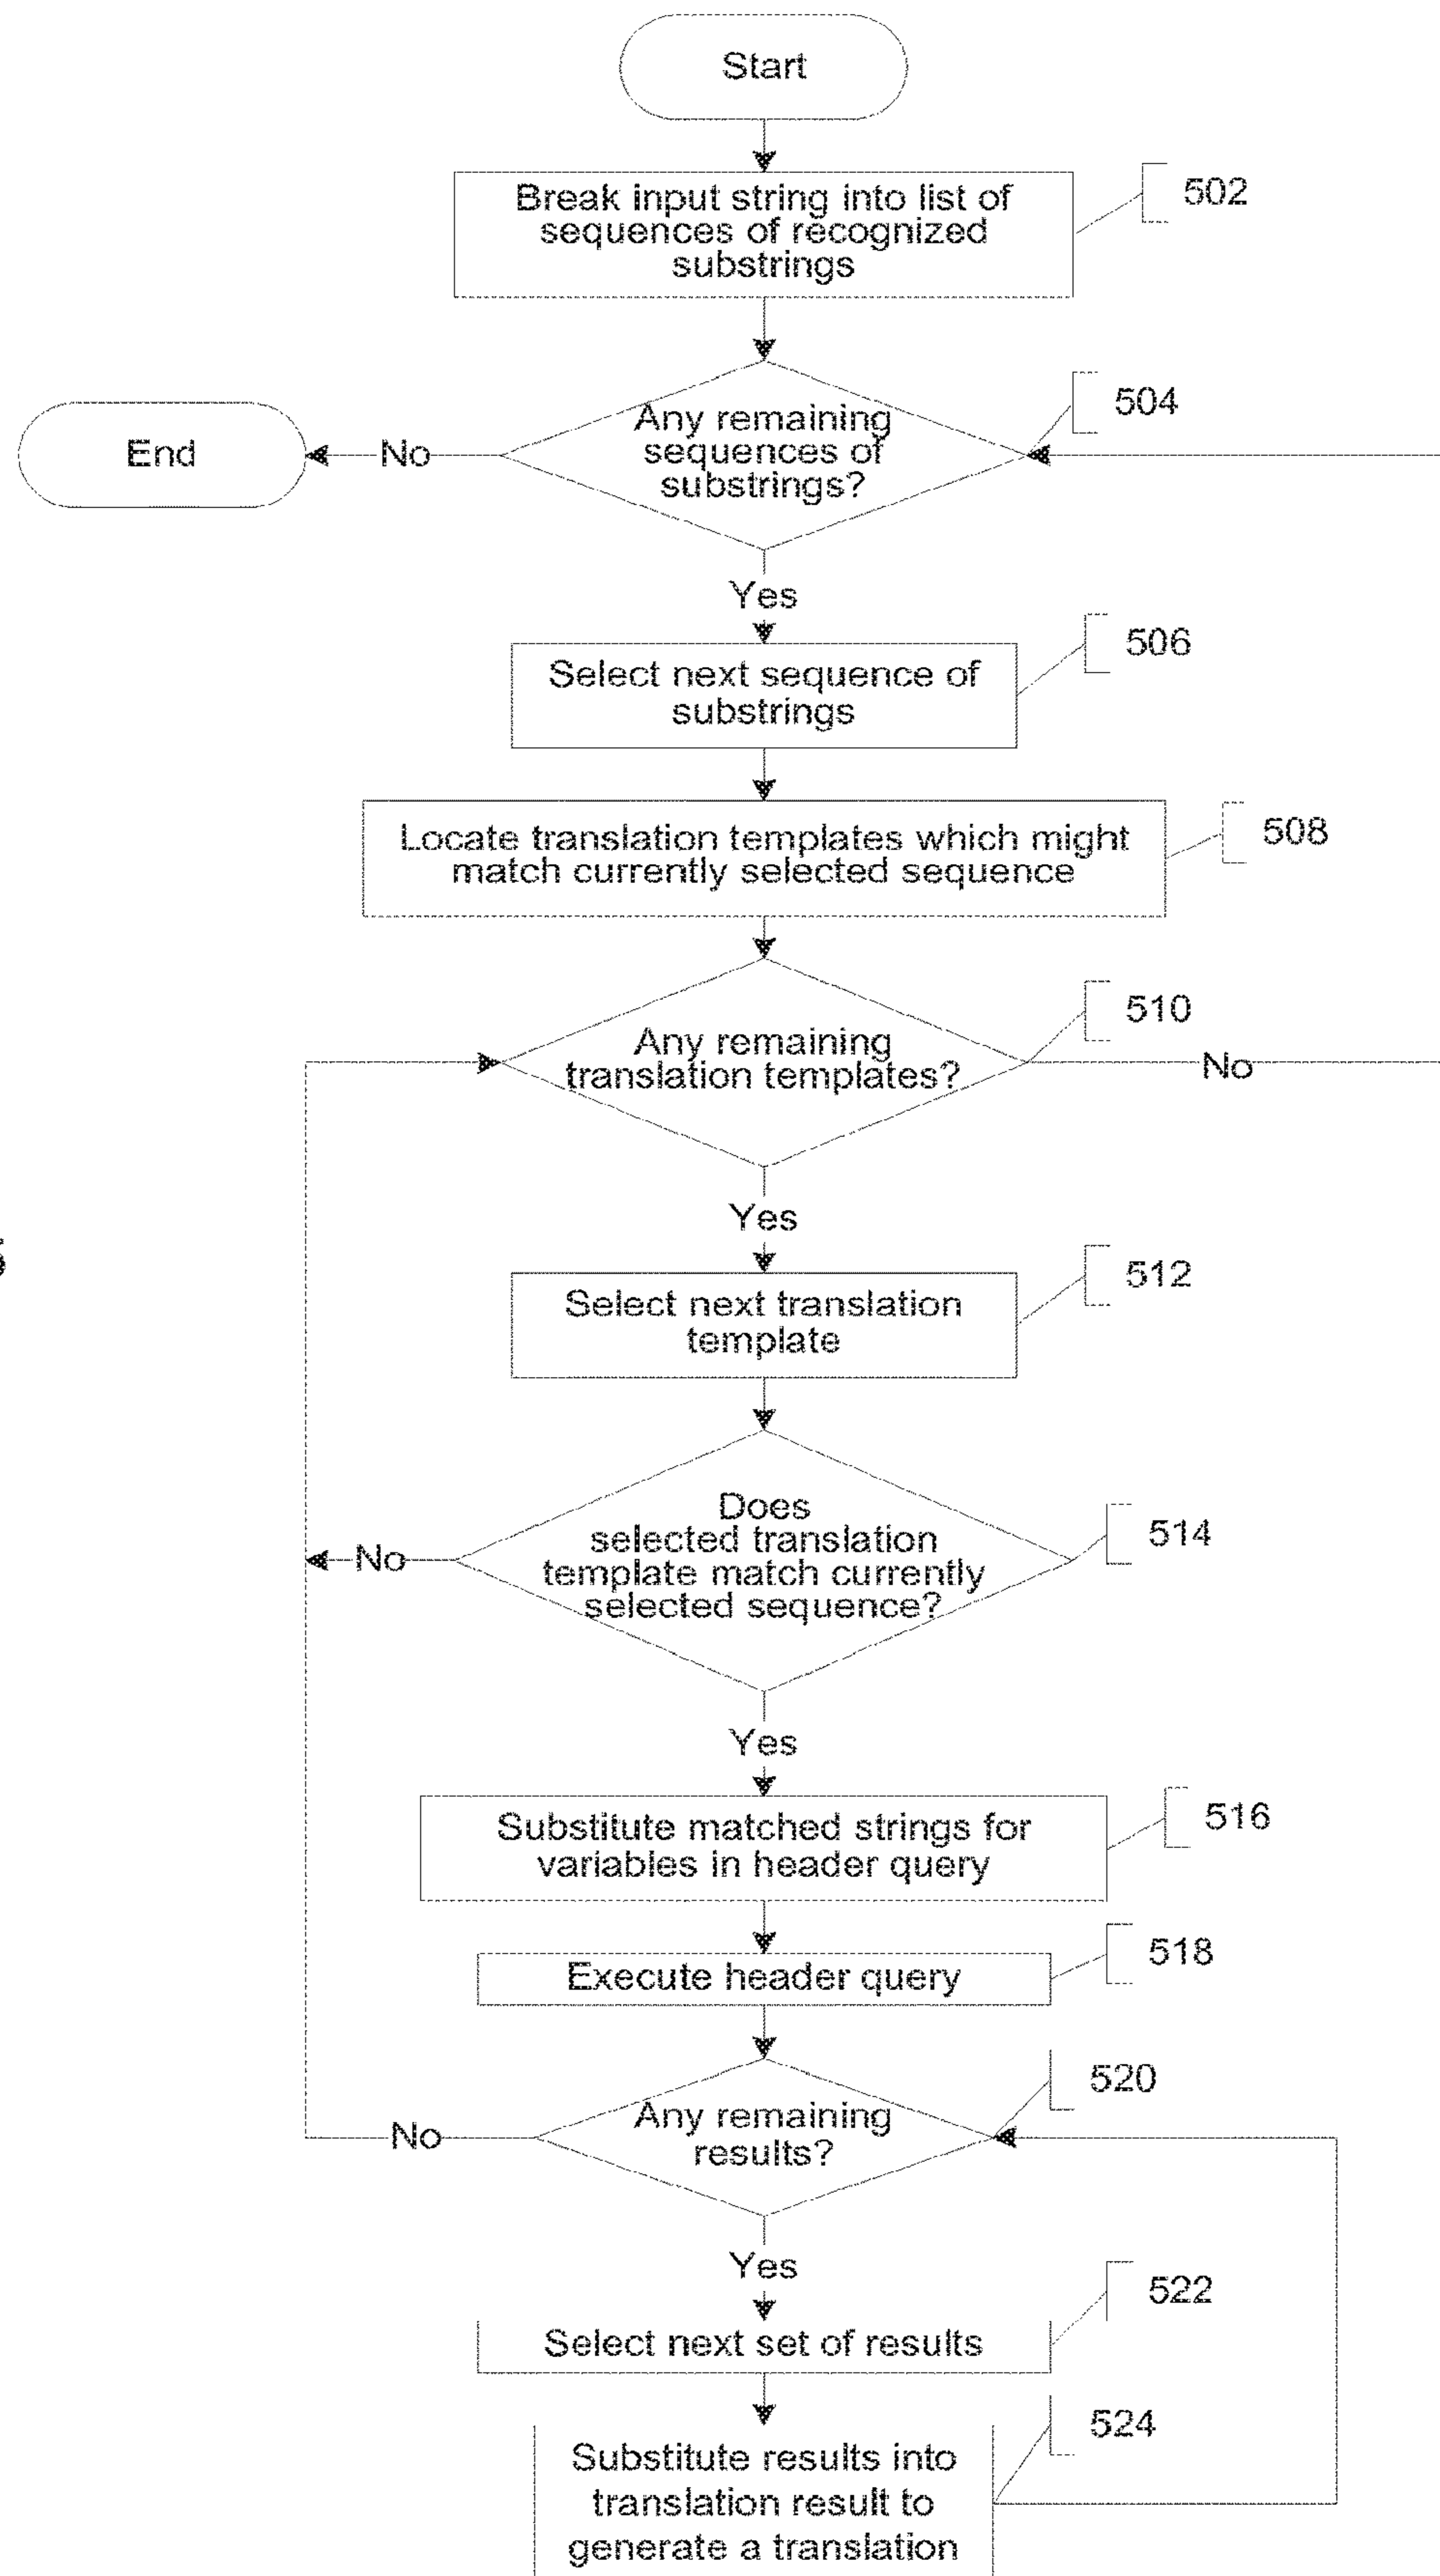 Start
Break input string into list of
sequences of recognized
substrings
502
Any remaining
sequences of
substrings?
504
No
End
Yes
Select next sequence of
substrings
506
Locate translation templates which might
match currently selected sequence
508
Any remaining
translation templates?
510
No
Yes
Select next translation
template
512
Does
selected translation
template match currently
selected sequence?
514
No
Yes
Substitute matched strings for
variables in header query
516
Execute header query
518
Any remaining
results?
520
No
Yes
Select next set of results
522
Substitute results into
translation result to
generate a translation
524